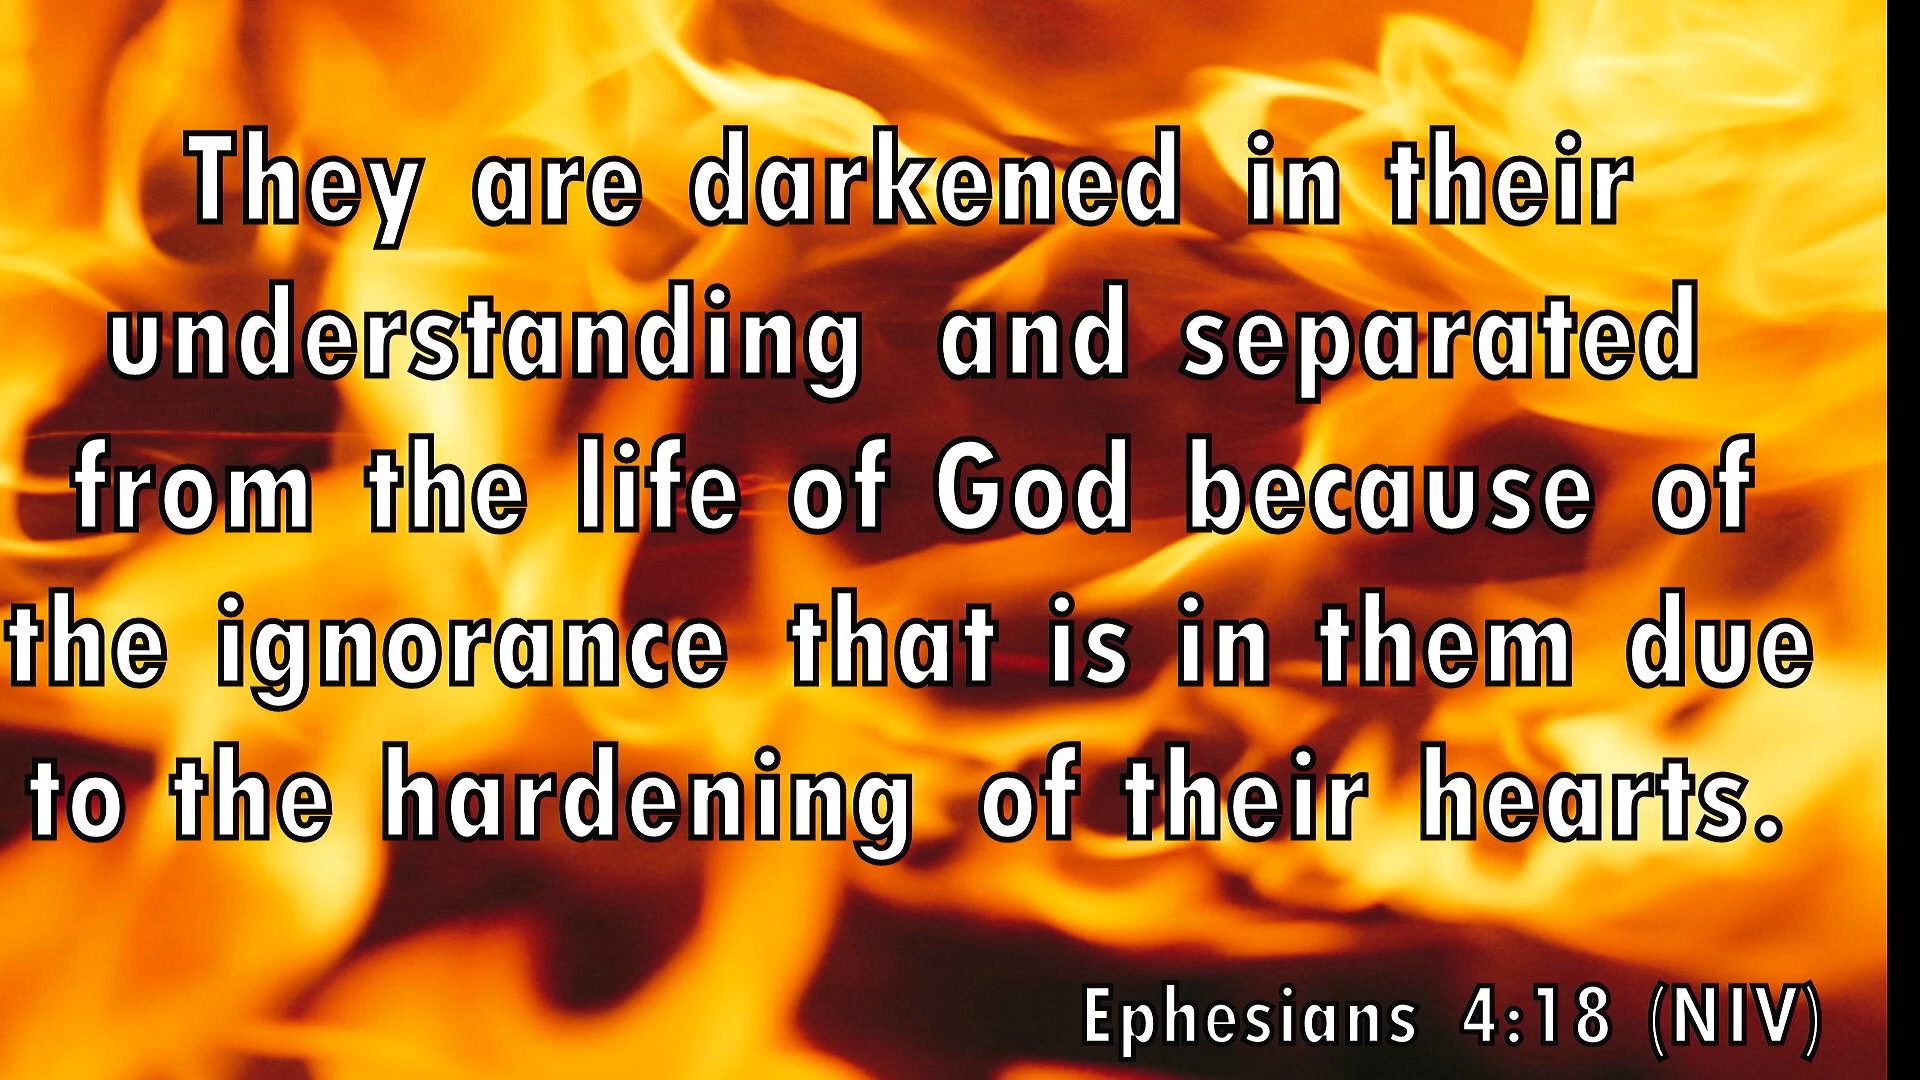 They are darkened in their
understanding and separated
from the life of God because of
the ignorance that is in them due
to the hardening of their hearts.
Ephesians 4:18 (NIV)